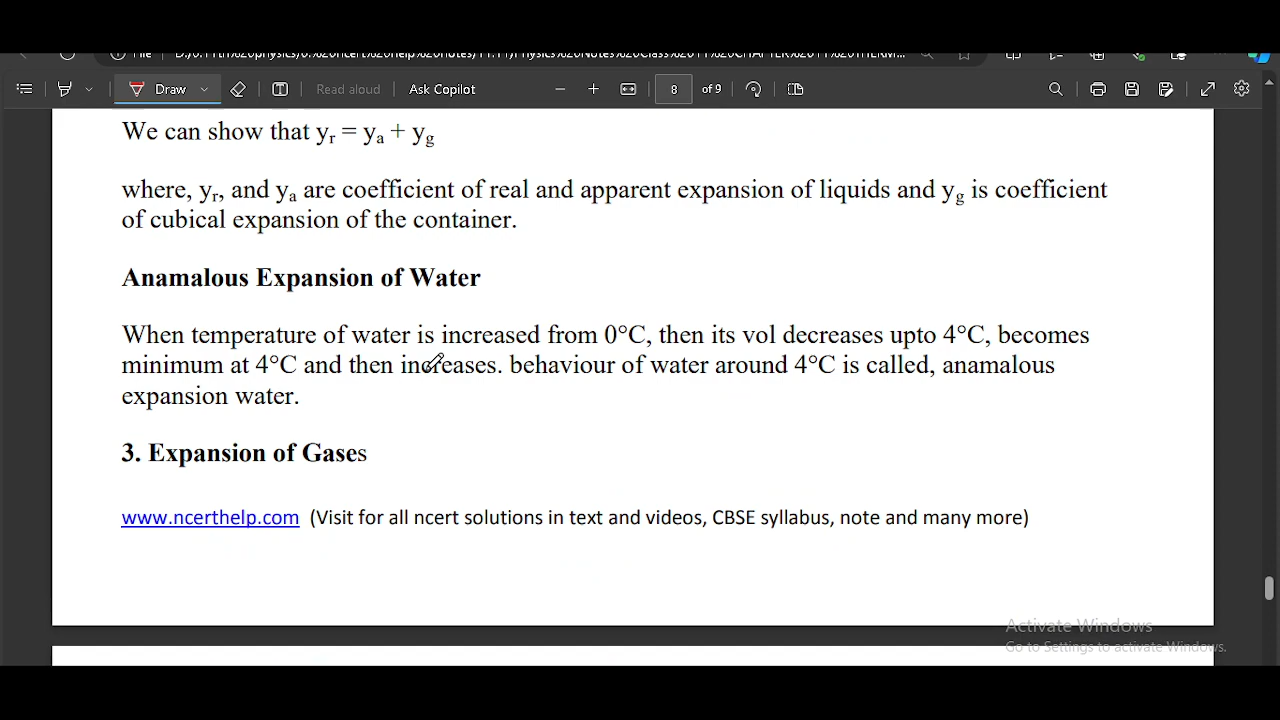 Draw
Read aloud
Ask Copilot
8
of 9
We can show that yr = ya + yg
where, yr, and ya are coefficient of real and apparent expansion of liquids and yg is coefficient
of cubical expansion of the container.
Anamalous Expansion of Water
When temperature of water is increased from 0°C, then its vol decreases upto 4°C, becomes
minimum at 4°C and then increases. behaviour of water around 4°C is called, anamalous
expansion water.
3. Expansion of Gases
www.ncerthelp.com (Visit for all ncert solutions in text and videos, CBSE syllabus, note and many more)
Activate Windows
Go to Settings to activate Windows.